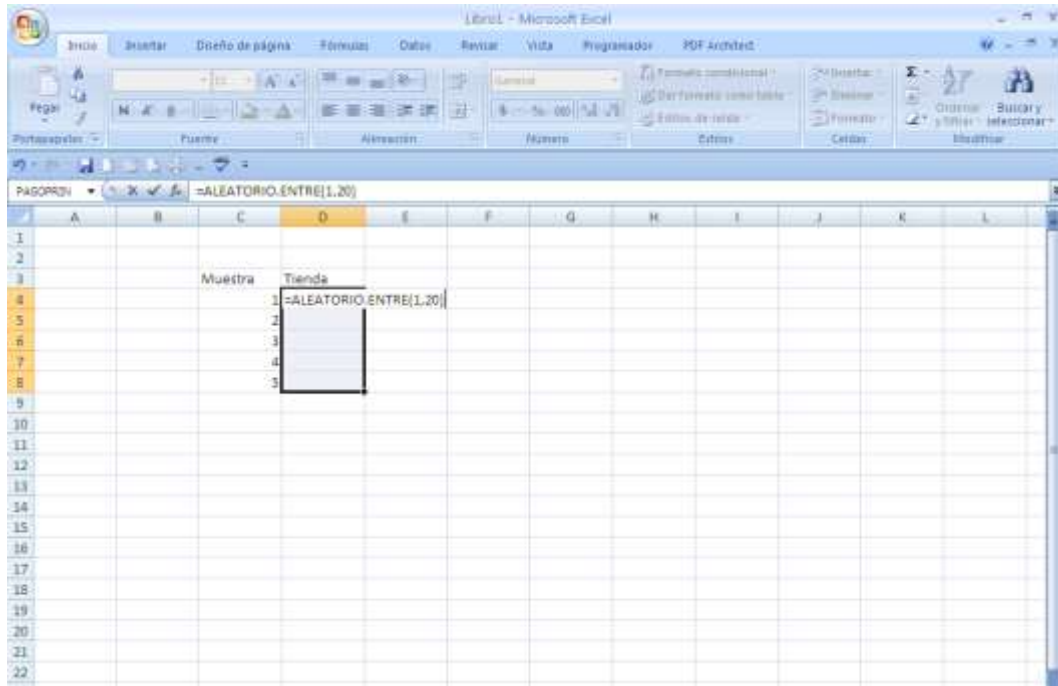 Libro1 - Microsoft Excel
Inicio Insertar Diseño de página Fórmulas Datos Revisar Vista Programador PDF Architect
Pegar
N K S
General
Formato condicional
Dar formato como tabla
Estilos de celda
Insertar
Eliminar
Formato
Ordenar y filtrar
Buscar y seleccionar
Portapapeles Fuente Alineación Número Estilos Celdas Modificar
PAGOPRIN =ALEATORIO.ENTRE(1,20)
A B C D E F G H I J K L
1
2
3 Muestra Tienda
4 1 =ALEATORIO.ENTRE(1,20)
5 2
6 3
7 4
8 5
9
10
11
12
13
14
15
16
17
18
19
20
21
22